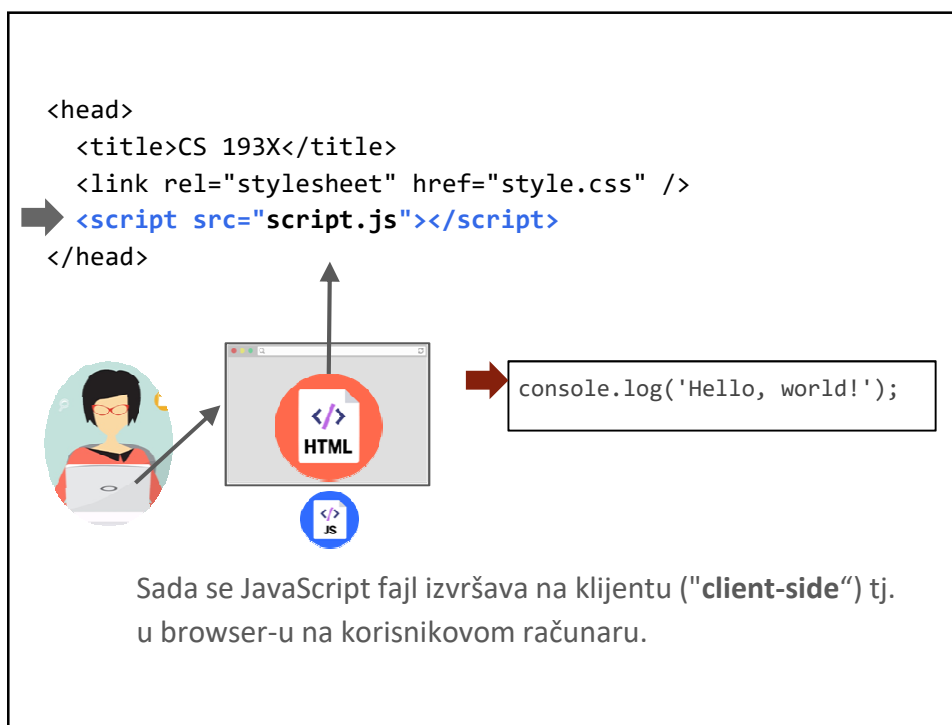 <head>
<title>CS 193X</title>
<link rel="stylesheet" href="style.css" />
<script src="script.js"></script>
</head>
console.log('Hello, world!');
</>
HTML
</>
JS
Sada se JavaScript fajl izvršava na klijentu ("client-side“) tj.
u browser-u na korisnikovom računaru.